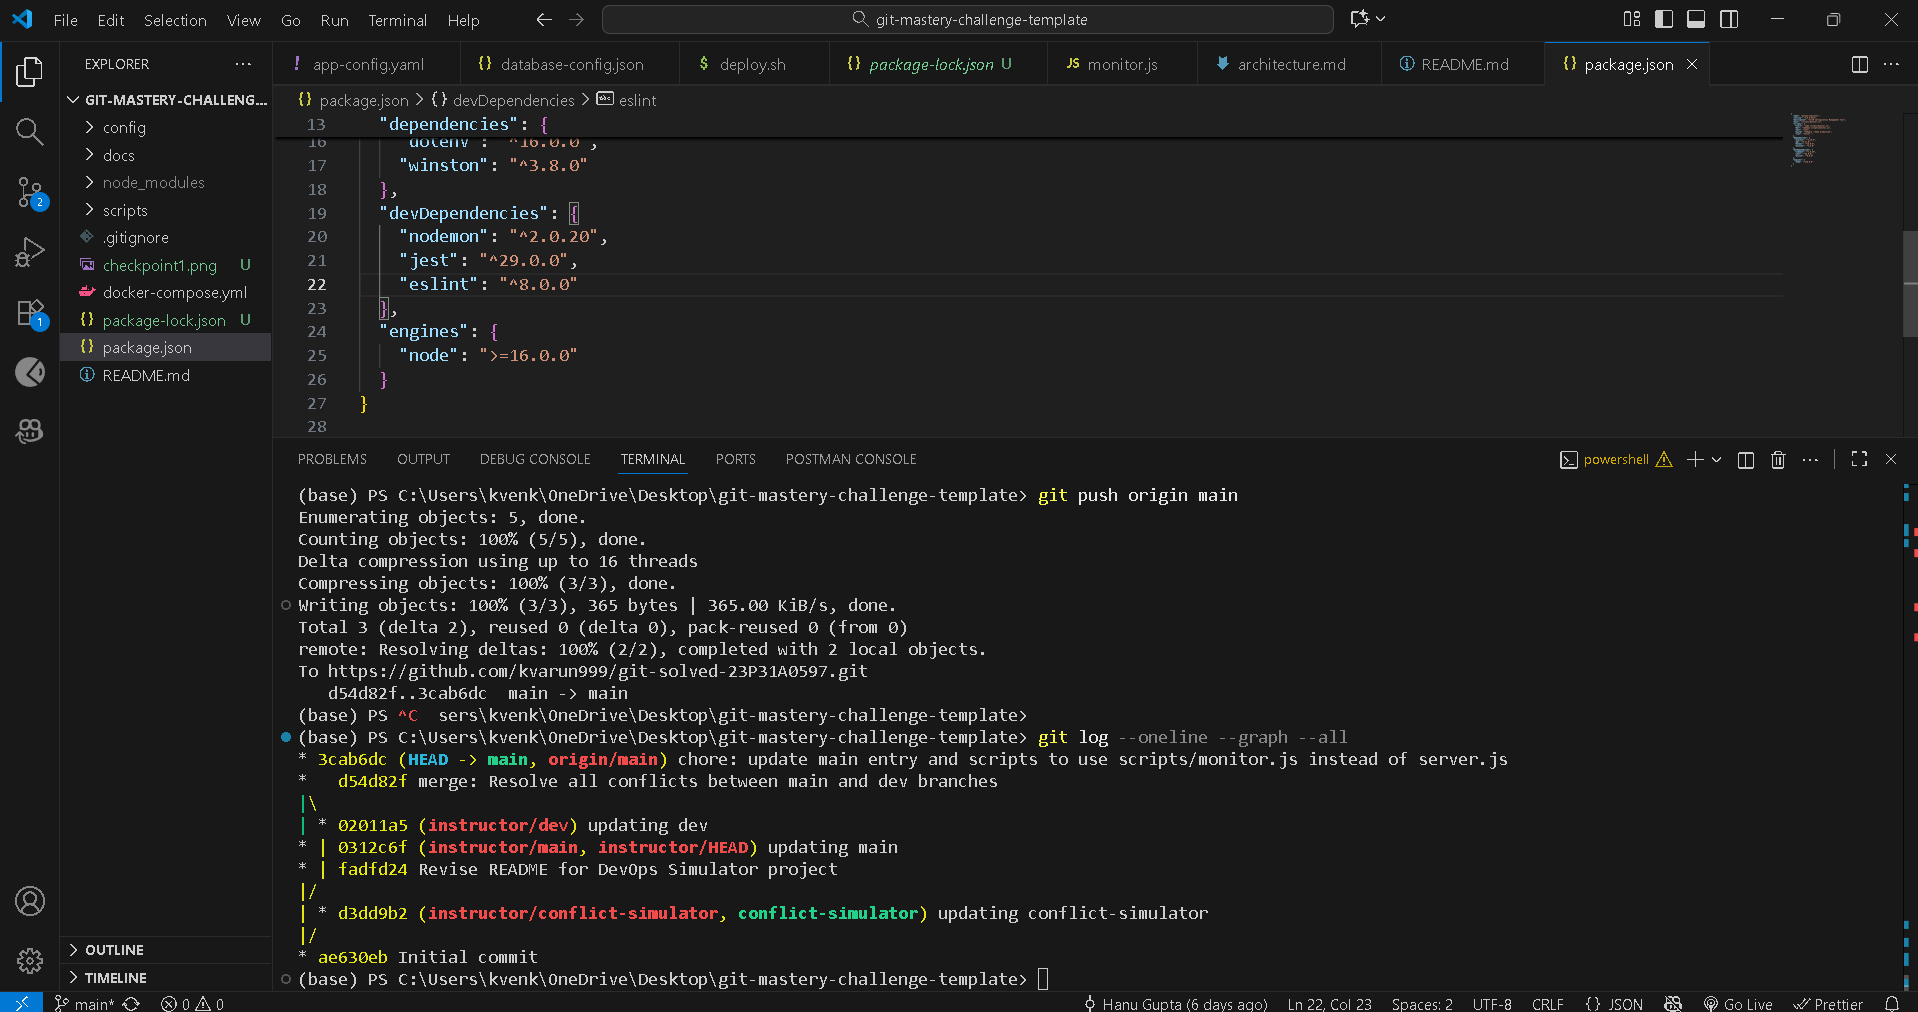 File Edit Selection View Go Run Terminal Help
git-mastery-challenge-template
EXPLORER
GIT-MASTERY-CHALLENG...
config
docs
node_modules
scripts
.gitignore
checkpoint1.png U
docker-compose.yml
package-lock.json U
package.json
README.md
OUTLINE
TIMELINE
2
1
app-config.yaml
database-config.json
deploy.sh
package-lock.json U
JS monitor.js
architecture.md
README.md
package.json
package.json > {} devDependencies > eslint
13 "dependencies": {
16 "dotenv": "^16.0.0",
17 "winston": "^3.8.0"
18 },
19 "devDependencies": {
20 "nodemon": "^2.0.20",
21 "jest": "^29.0.0",
22 "eslint": "^8.0.0"
23 },
24 "engines": {
25 "node": ">=16.0.0"
26 }
27 }
28
PROBLEMS OUTPUT DEBUG CONSOLE TERMINAL PORTS POSTMAN CONSOLE
powershell
(base) PS C:\Users\kvenk\OneDrive\Desktop\git-mastery-challenge-template> git push origin main
Enumerating objects: 5, done.
Counting objects: 100% (5/5), done.
Delta compression using up to 16 threads
Compressing objects: 100% (3/3), done.
Writing objects: 100% (3/3), 365 bytes | 365.00 KiB/s, done.
Total 3 (delta 2), reused 0 (delta 0), pack-reused 0 (from 0)
remote: Resolving deltas: 100% (2/2), completed with 2 local objects.
To https://github.com/kvarun999/git-solved-23P31A0597.git
   d54d82f..3cab6dc  main -> main
(base) PS ^C  sers\kvenk\OneDrive\Desktop\git-mastery-challenge-template>
(base) PS C:\Users\kvenk\OneDrive\Desktop\git-mastery-challenge-template> git log --oneline --graph --all
* 3cab6dc (HEAD -> main, origin/main) chore: update main entry and scripts to use scripts/monitor.js instead of server.js
*   d54d82f merge: Resolve all conflicts between main and dev branches
|\
| * 02011a5 (instructor/dev) updating dev
* | 0312c6f (instructor/main, instructor/HEAD) updating main
* | fadfd24 Revise README for DevOps Simulator project
|/
| * d3dd9b2 (instructor/conflict-simulator, conflict-simulator) updating conflict-simulator
|/
* ae630eb Initial commit
(base) PS C:\Users\kvenk\OneDrive\Desktop\git-mastery-challenge-template>
main* 0 0 Hanu Gupta (6 days ago) Ln 22, Col 23 Spaces: 2 UTF-8 CRLF {} JSON Go Live Prettier